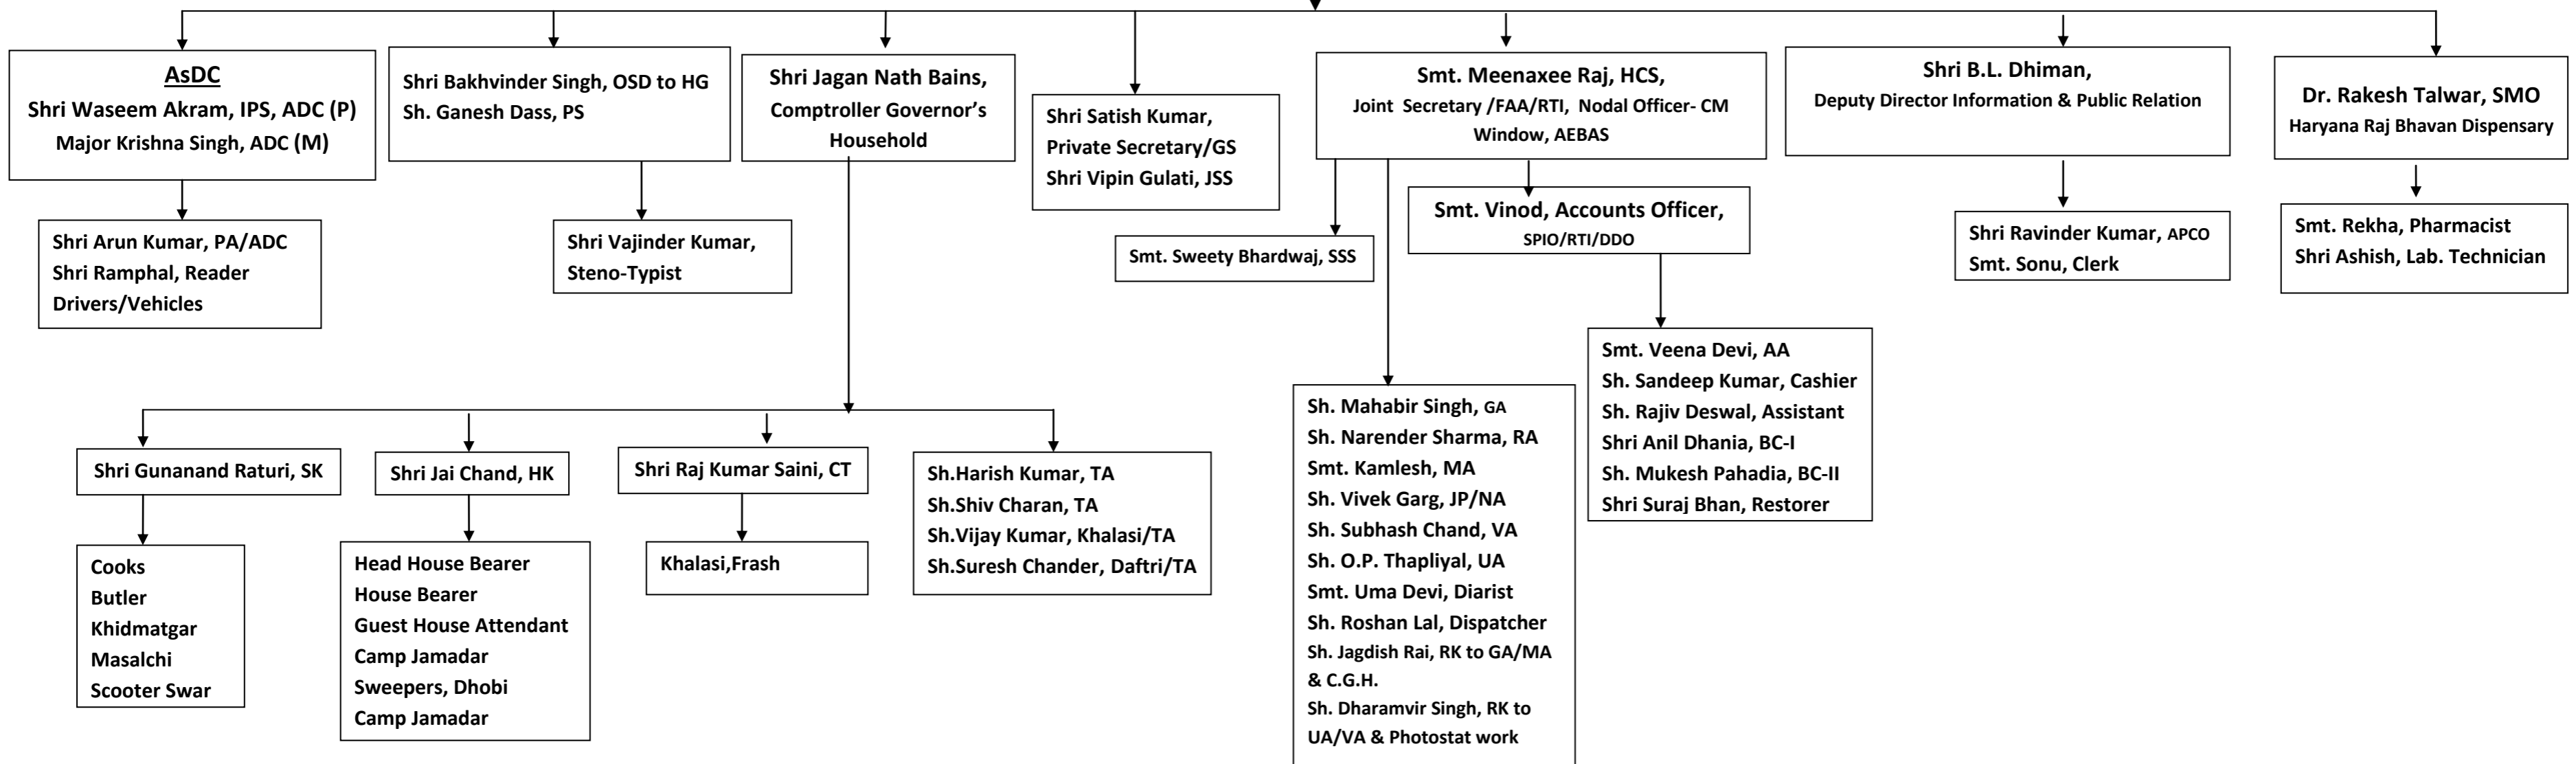 AsDC
Shri Waseem Akram, IPS, ADC (P)
Major Krishna Singh, ADC (M)
Shri Bakhvinder Singh, OSD to HG
Sh. Ganesh Dass, PS
Shri Jagan Nath Bains,
Comptroller Governor's
Household
Shri Satish Kumar,
Private Secretary/GS
Shri Vipin Gulati, JSS
Smt. Meenaxee Raj, HCS,
Joint Secretary /FAA/RTI, Nodal Officer- CM
Window, AEBAS
Shri B.L. Dhiman,
Deputy Director Information & Public Relation
Dr. Rakesh Talwar, SMO
Haryana Raj Bhavan Dispensary
Shri Arun Kumar, PA/ADC
Shri Ramphal, Reader
Drivers/Vehicles
Shri Vajinder Kumar,
Steno-Typist
Smt. Sweety Bhardwaj, SSS
Smt. Vinod, Accounts Officer,
SPIO/RTI/DDO
Shri Ravinder Kumar, APCO
Smt. Sonu, Clerk
Smt. Rekha, Pharmacist
Shri Ashish, Lab. Technician
Smt. Veena Devi, AA
Sh. Sandeep Kumar, Cashier
Sh. Rajiv Deswal, Assistant
Shri Anil Dhania, BC-I
Sh. Mukesh Pahadia, BC-II
Shri Suraj Bhan, Restorer
Shri Gunanand Raturi, SK
Shri Jai Chand, HK
Shri Raj Kumar Saini, CT
Sh.Harish Kumar, TA
Sh.Shiv Charan, TA
Sh.Vijay Kumar, Khalasi/TA
Sh.Suresh Chander, Daftri/TA
Sh. Mahabir Singh, GA
Sh. Narender Sharma, RA
Smt. Kamlesh, MA
Sh. Vivek Garg, JP/NA
Sh. Subhash Chand, VA
Sh. O.P. Thapliyal, UA
Smt. Uma Devi, Diarist
Sh. Roshan Lal, Dispatcher
Sh. Jagdish Rai, RK to GA/MA
& C.G.H.
Sh. Dharamvir Singh, RK to
UA/VA & Photostat work
Cooks
Butler
Khidmatgar
Masalchi
Scooter Swar
Head House Bearer
House Bearer
Guest House Attendant
Camp Jamadar
Sweepers, Dhobi
Camp Jamadar
Khalasi,Frash